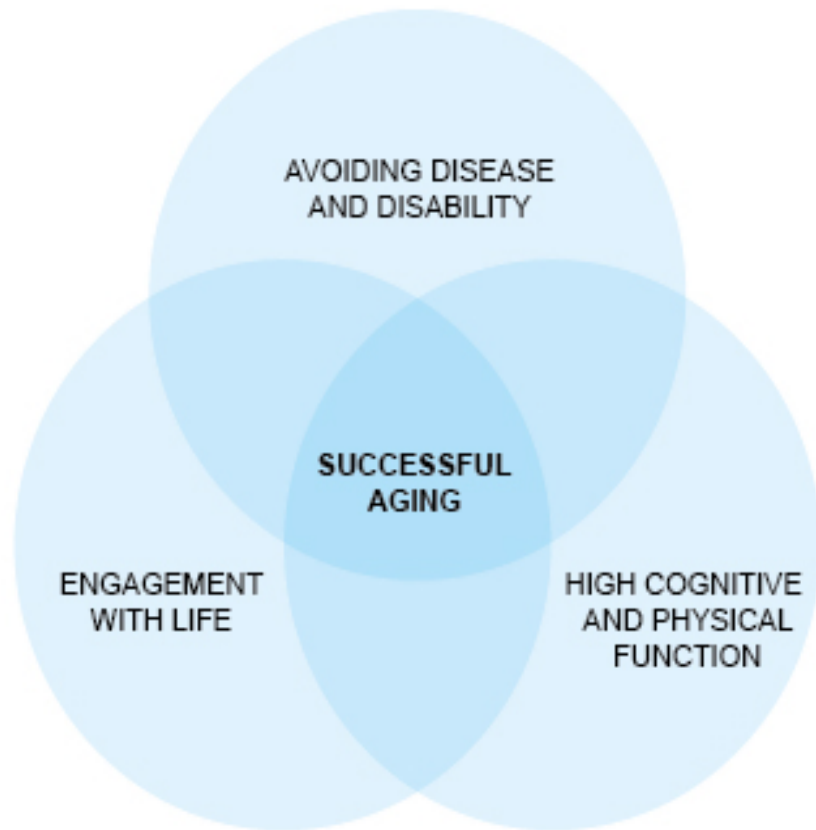 AVOIDING DISEASE
AND DISABILITY
SUCCESSFUL
AGING
ENGAGEMENT
WITH LIFE
HIGH COGNITIVE
AND PHYSICAL
FUNCTION